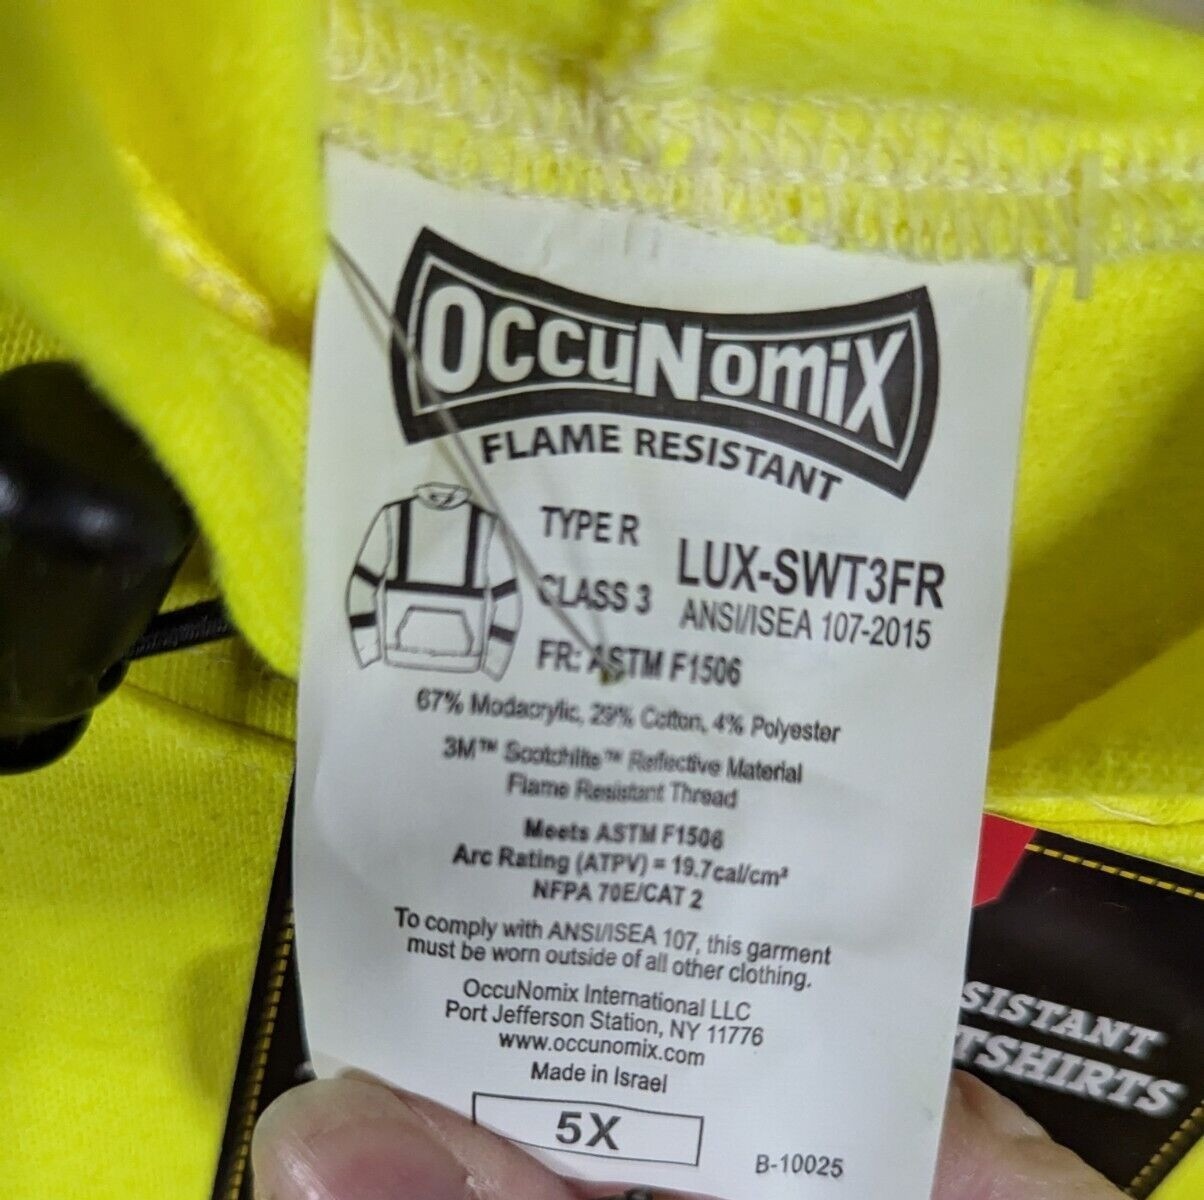 OccuNomiX
FLAME RESISTANT
TYPE R
CLASS 3
FR: ASTM F1506
LUX-SWT3FR
ANSI/ISEA 107-2015
67% Modacrylic, 29% Cotton, 4% Polyester
3M™ Scotchlite™ Reflective Material
Flame Resistant Thread
Meets ASTM F1506
Arc Rating (ATPV) = 19.7cal/cm²
NFPA 70E/CAT 2
To comply with ANSI/ISEA 107, this garment
must be worn outside of all other clothing.
OccuNomix International LLC
Port Jefferson Station, NY 11776
www.occunomix.com
Made in Israel
5X
B-10025
SISTANT
TSHIRTS